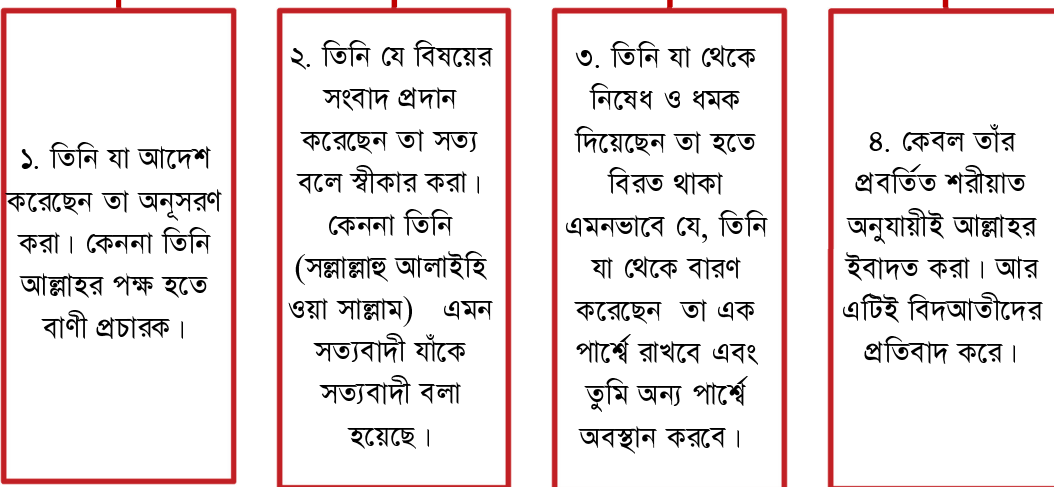 ১. তিনি যা আদেশ
করেছেন তা অনূসরণ
করা। কেননা তিনি
আল্লাহর পক্ষ হতে
বাণী প্রচারক।
২. তিনি যে বিষয়ের
সংবাদ প্রদান
করেছেন তা সত্য
বলে স্বীকার করা।
কেননা তিনি
(সল্লাল্লাহু আলাইহি
ওয়া সাল্লাম) এমন
সত্যবাদী যাঁকে
সত্যবাদী বলা
হয়েছে।
৩. তিনি যা থেকে
নিষেধ ও ধমক
দিয়েছেন তা হতে
বিরত থাকা
এমনভাবে যে, তিনি
যা থেকে বারণ
করেছেন তা এক
পার্শ্বে রাখবে এবং
তুমি অন্য পার্শ্বে
অবস্থান করবে।
৪. কেবল তাঁর
প্রবর্তিত শরীয়াত
অনুযায়ীই আল্লাহর
ইবাদত করা। আর
এটিই বিদআতীদের
প্রতিবাদ করে।